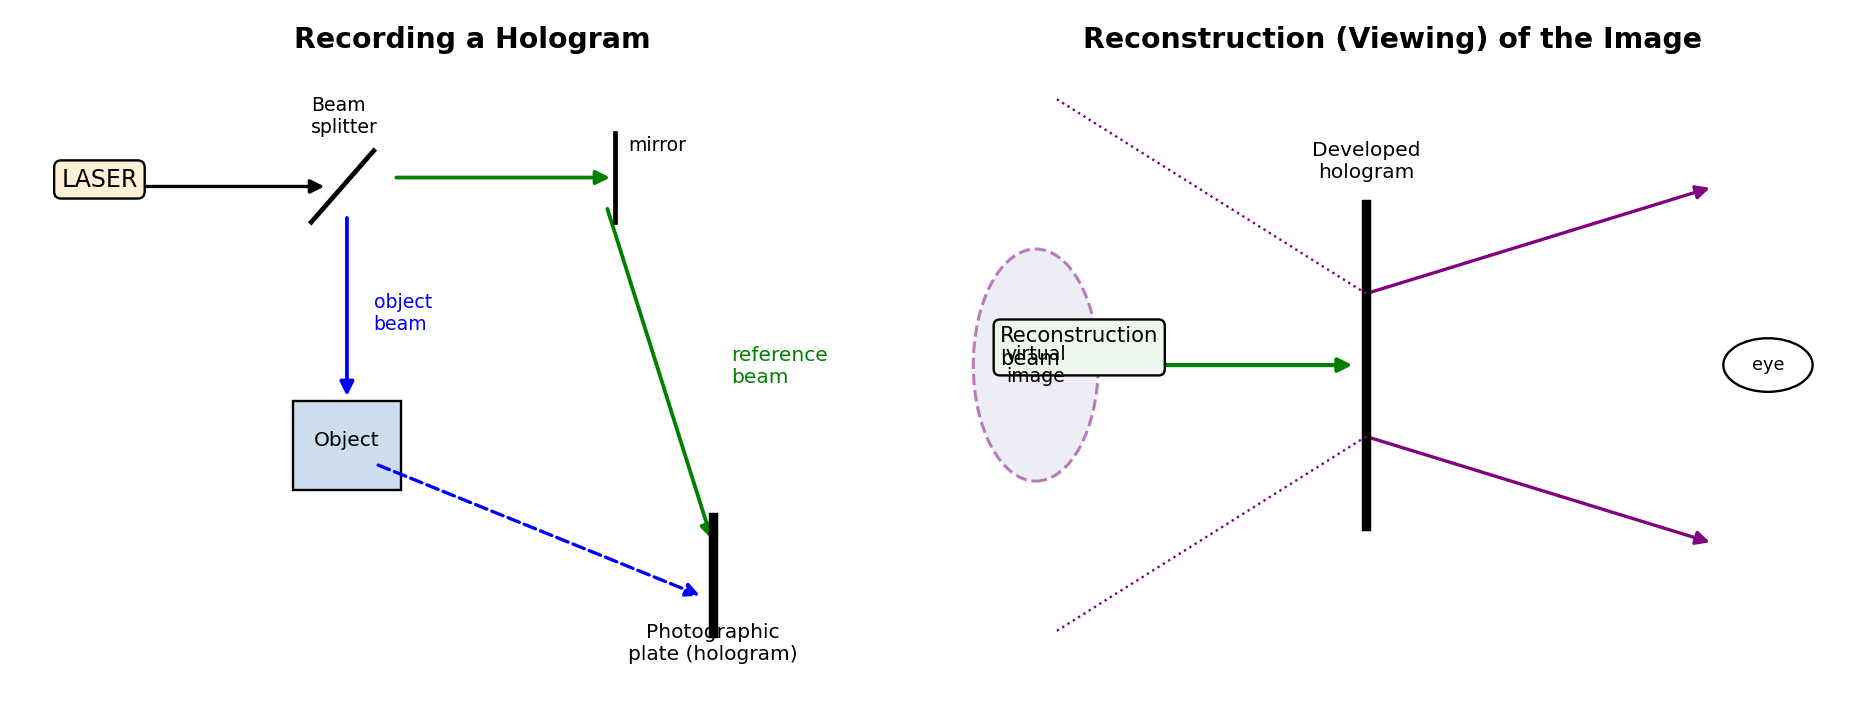 Recording a Hologram
Beam
splitter
LASER
mirror
object
beam
reference
beam
Object
Photographic
plate (hologram)
Reconstruction (Viewing) of the Image
Developed
hologram
Reconstruction
beam
virtual
image
eye